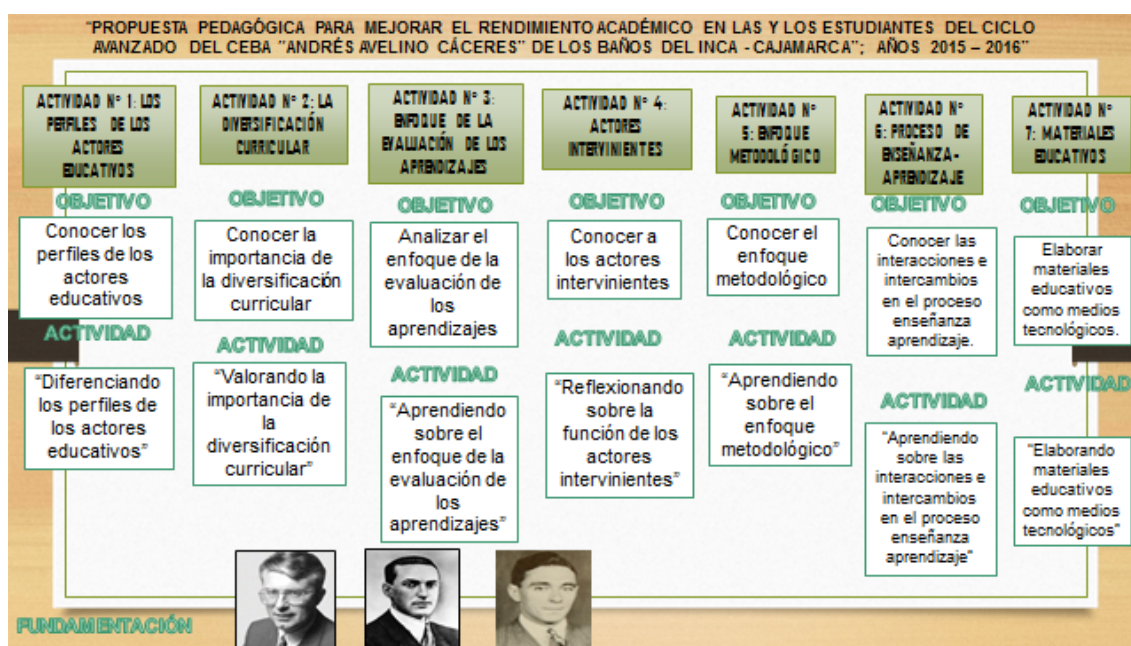 “PROPUESTA PEDAGÓGICA PARA MEJORAR EL RENDIMIENTO ACADÉMICO EN LAS Y LOS ESTUDIANTES DEL CICLO
AVANZADO DEL CEBA "ANDRÉS AVELINO CÁCERES" DE LOS BAÑOS DEL INCA - CAJAMARCA”; AÑOS 2015 – 2016”
ACTIVIDAD N° 1: LOS
PERFILES DE LOS
ACTORES
EDUCATIVOS
OBJETIVO
Conocer los
perfiles de los
actores
educativos
ACTIVIDAD
“Diferenciando
los perfiles de
los actores
educativos”
ACTIVIDAD N° 2: LA
DIVERSIFICACIÓN
CURRICULAR
OBJETIVO
Conocer la
importancia de
la diversificación
curricular
ACTIVIDAD
“Valorando la
importancia de
la
diversificación
curricular”
ACTIVIDAD N° 3:
ENFOQUE DE LA
EVALUACIÓN DE LOS
APRENDIZAJES
OBJETIVO
Analizar el
enfoque de la
evaluación de
los
aprendizajes
ACTIVIDAD
“Aprendiendo
sobre el
enfoque de la
evaluación de
los
aprendizajes”
ACTIVIDAD N° 4:
ACTORES
INTERVINIENTES
OBJETIVO
Conocer a
los actores
intervinientes
ACTIVIDAD
“Reflexionando
sobre la
función de los
actores
intervinientes”
ACTIVIDAD N°
5: ENFOQUE
METODOLÓGICO
OBJETIVO
Conocer el
enfoque
metodológico
ACTIVIDAD
“Aprendiendo
sobre el
enfoque
metodológico”
ACTIVIDAD N°
6: PROCESO DE
ENSEÑANZA-
APRENDIZAJE
OBJETIVO
Conocer las
interacciones e
intercambios
en el proceso
enseñanza
aprendizaje.
ACTIVIDAD
“Aprendiendo
sobre las
interacciones e
intercambios
en el proceso
enseñanza
aprendizaje”
ACTIVIDAD N°
7: MATERIALES
EDUCATIVOS
OBJETIVO
Elaborar
materiales
educativos
como medios
tecnológicos.
ACTIVIDAD
“Elaborando
materiales
educativos
como medios
tecnológicos”
FUNDAMENTACIÓN